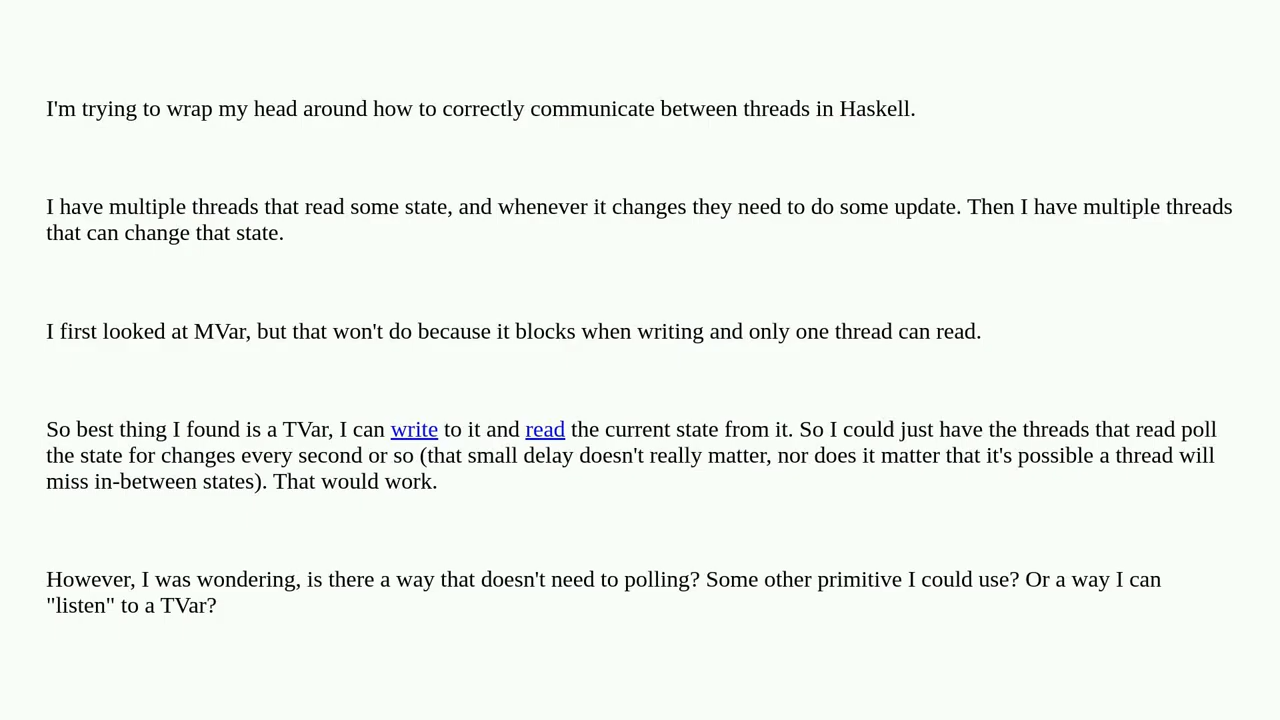 I'm trying to wrap my head around how to correctly communicate between threads in Haskell.
I have multiple threads that read some state, and whenever it changes they need to do some update. Then I have multiple threads
that can change that state.
I first looked at MVar, but that won't do because it blocks when writing and only one thread can read.
So best thing I found is a TVar, I can write to it and read the current state from it. So I could just have the threads that read poll
the state for changes every second or so (that small delay doesn't really matter, nor does it matter that it's possible a thread will
miss in-between states). That would work.
However, I was wondering, is there a way that doesn't need to polling? Some other primitive I could use? Or a way I can
"listen" to a TVar?